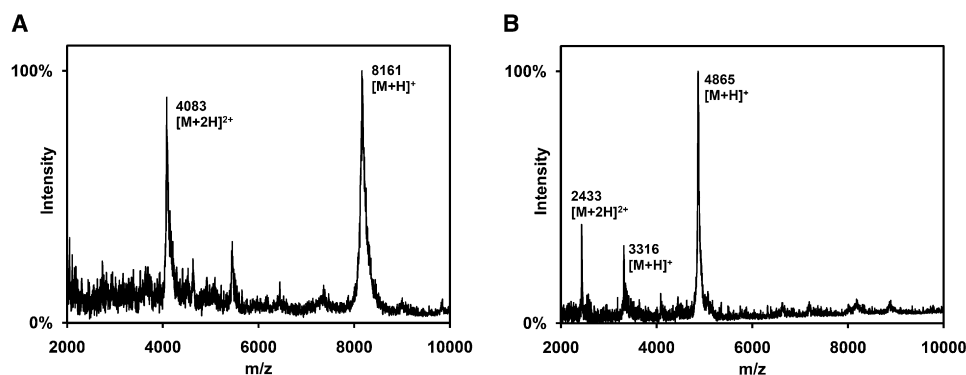 A
100%
0%
Intensity
4083
[M+2H]²⁺
8161
[M+H]⁺
2000 4000 6000 8000 10000
m/z
B
100%
0%
Intensity
2433
[M+2H]²⁺
3316
[M+H]⁺
4865
[M+H]⁺
2000 4000 6000 8000 10000
m/z